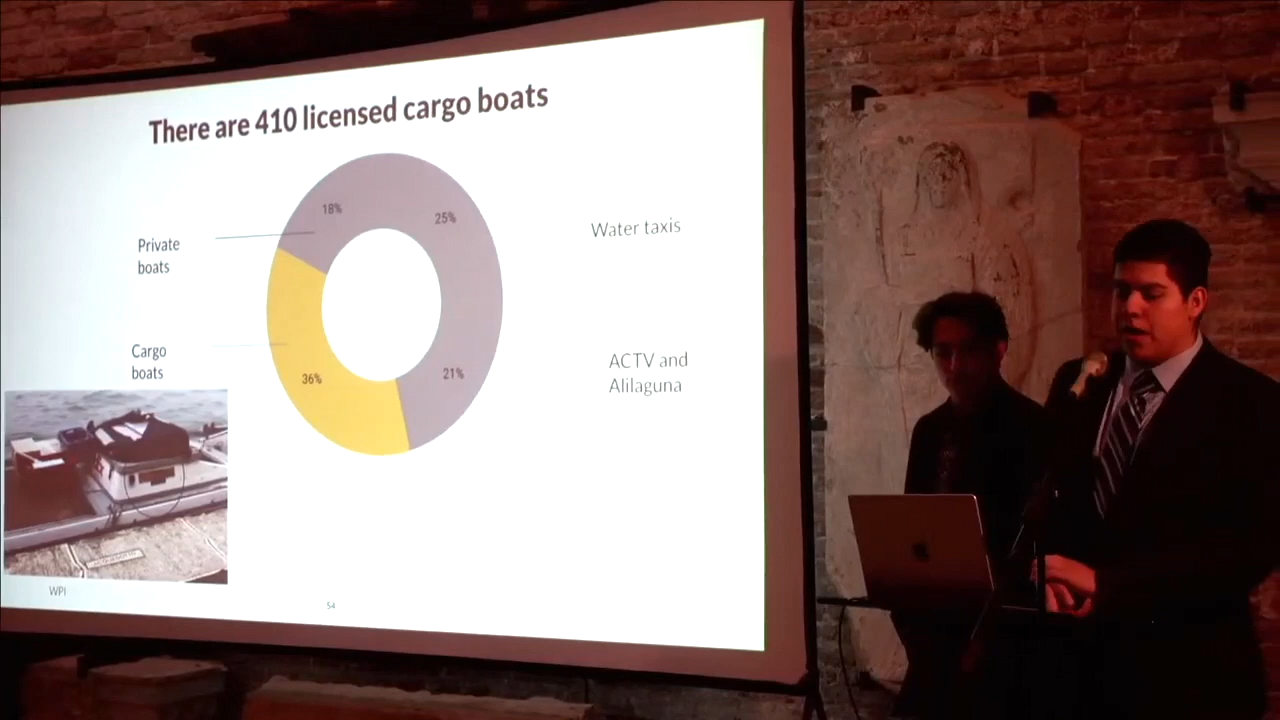 There are 410 licensed cargo boats
18%
25%
Private
boats
Water taxis
Cargo
boats
36%
21%
ACTV and
Alilaguna
WPI
54